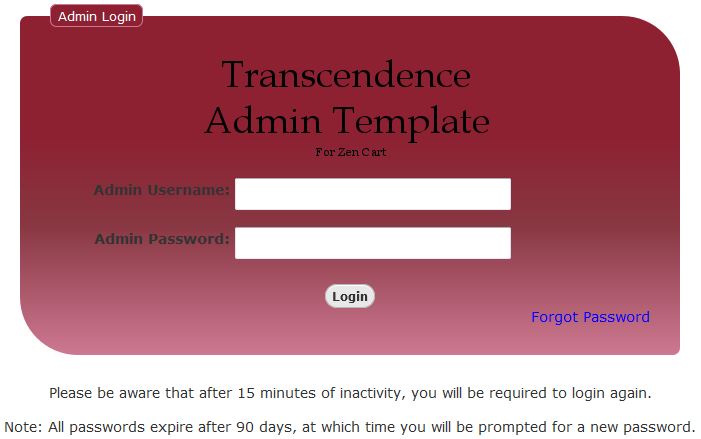 Admin Login
Transcendence
Admin Template
For Zen Cart
Admin Username:
Admin Password:
Login
Forgot Password
Please be aware that after 15 minutes of inactivity, you will be required to login again.
Note: All passwords expire after 90 days, at which time you will be prompted for a new password.